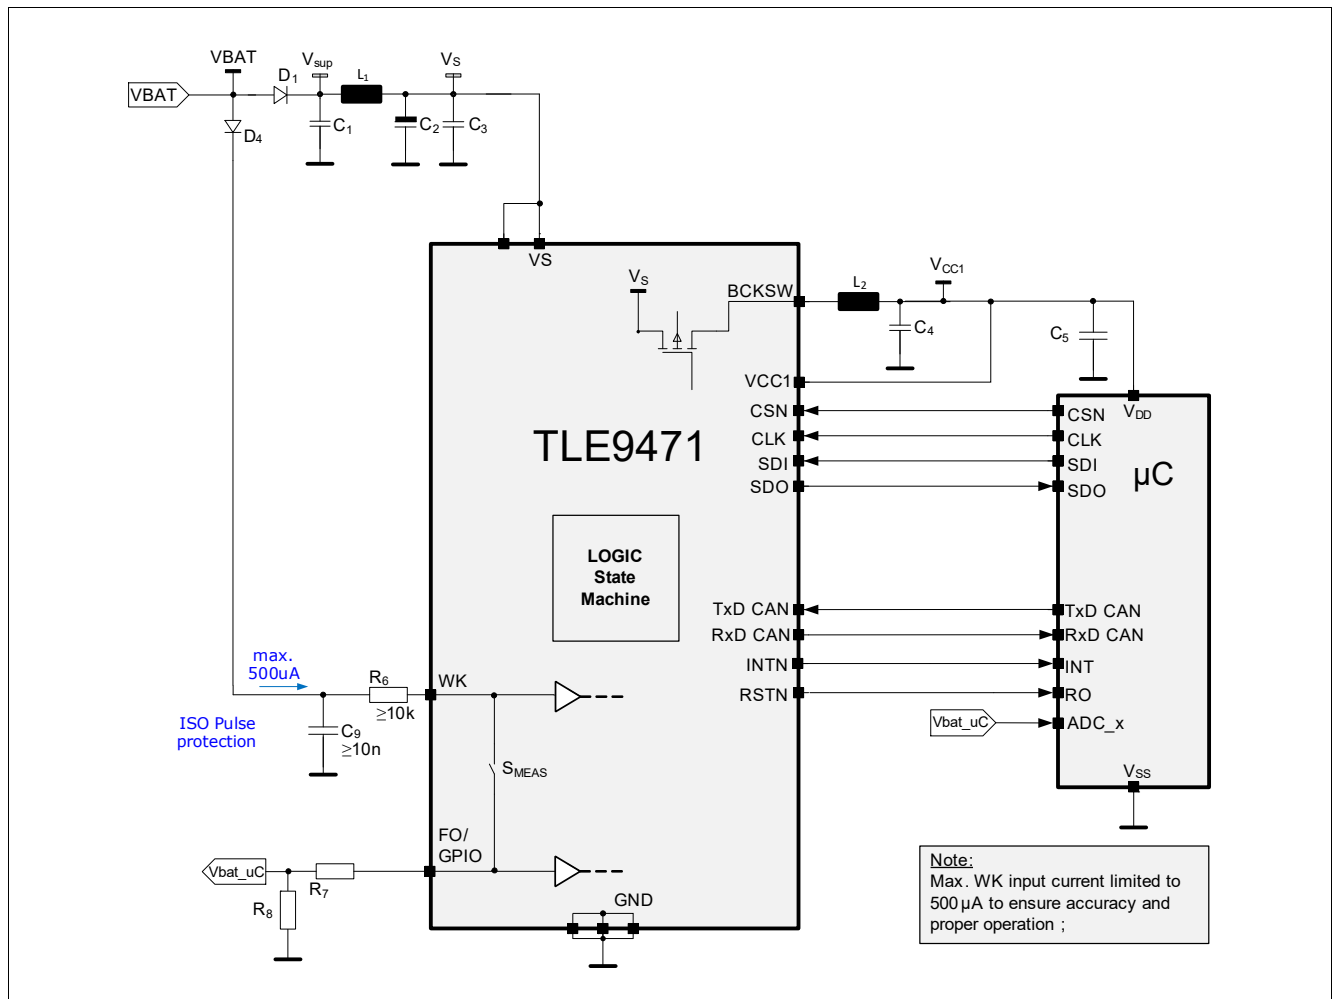 VBAT
VBAT
D1
Vsup
L1
VS
C1
C2
C3
D4
VS
VS
BCKSW
L2
VCC1
C4
C5
VCC1
CSN
CLK
SDI
SDO
CSN
VDD
CLK
SDI
SDO
µC
TLE9471
LOGIC
State
Machine
TxD CAN
RxD CAN
INTN
RSTN
TxD CAN
RxD CAN
INT
RO
ADC_x
Vbat_uC
VSS
max.
500uA
R6
≥10k
WK
ISO Pulse
protection
C9
≥10n
SMEAS
FO/
GPIO
Vbat_uC
R7
R8
GND
Note:
Max. WK input current limited to
500µA to ensure accuracy and
proper operation ;